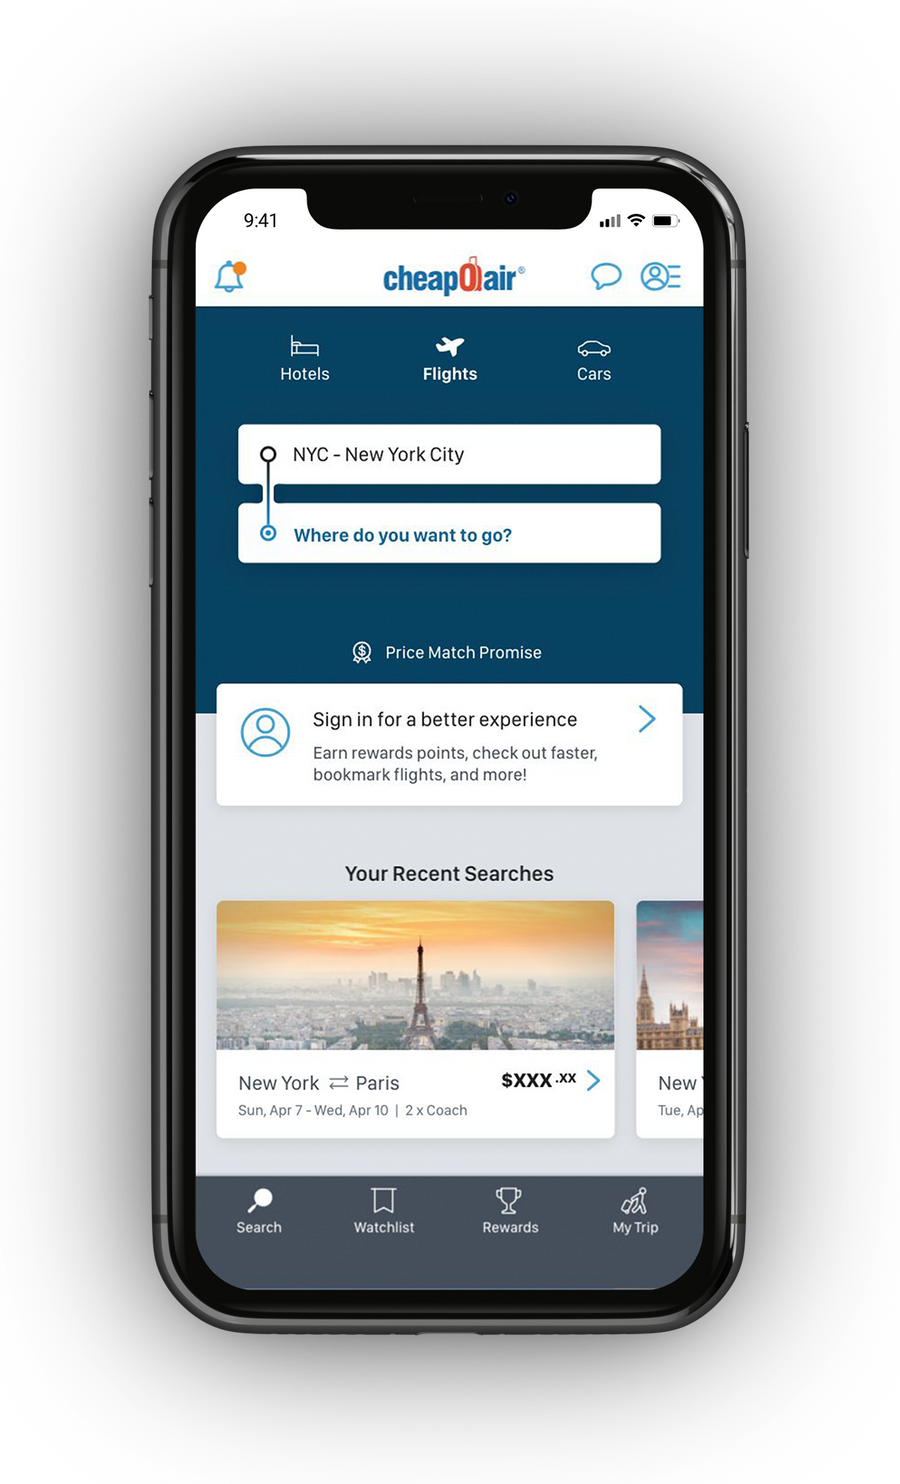 9:41
cheapOair®
Hotels
Flights
Cars
NYC - New York City
Where do you want to go?
Price Match Promise
Sign in for a better experience
Earn rewards points, check out faster,
bookmark flights, and more!
Your Recent Searches
New York ⇄ Paris
$XXX.XX
Sun, Apr 7 - Wed, Apr 10 | 2 x Coach
New
Tue, Ap
Search
Watchlist
Rewards
My Trip